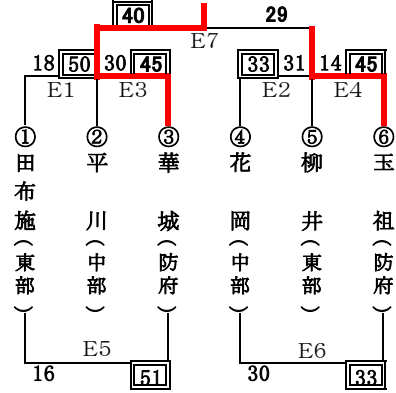 40 29
E7
18 50 30 45 33 31 14 45
E1 E3 E2 E4
① ② ③ ④ ⑤ ⑥
田布施(東部)
平川(中部)
華城(防府)
花岡(中部)
柳井(東部)
玉祖(防府)
E5 E6
16 51 30 33